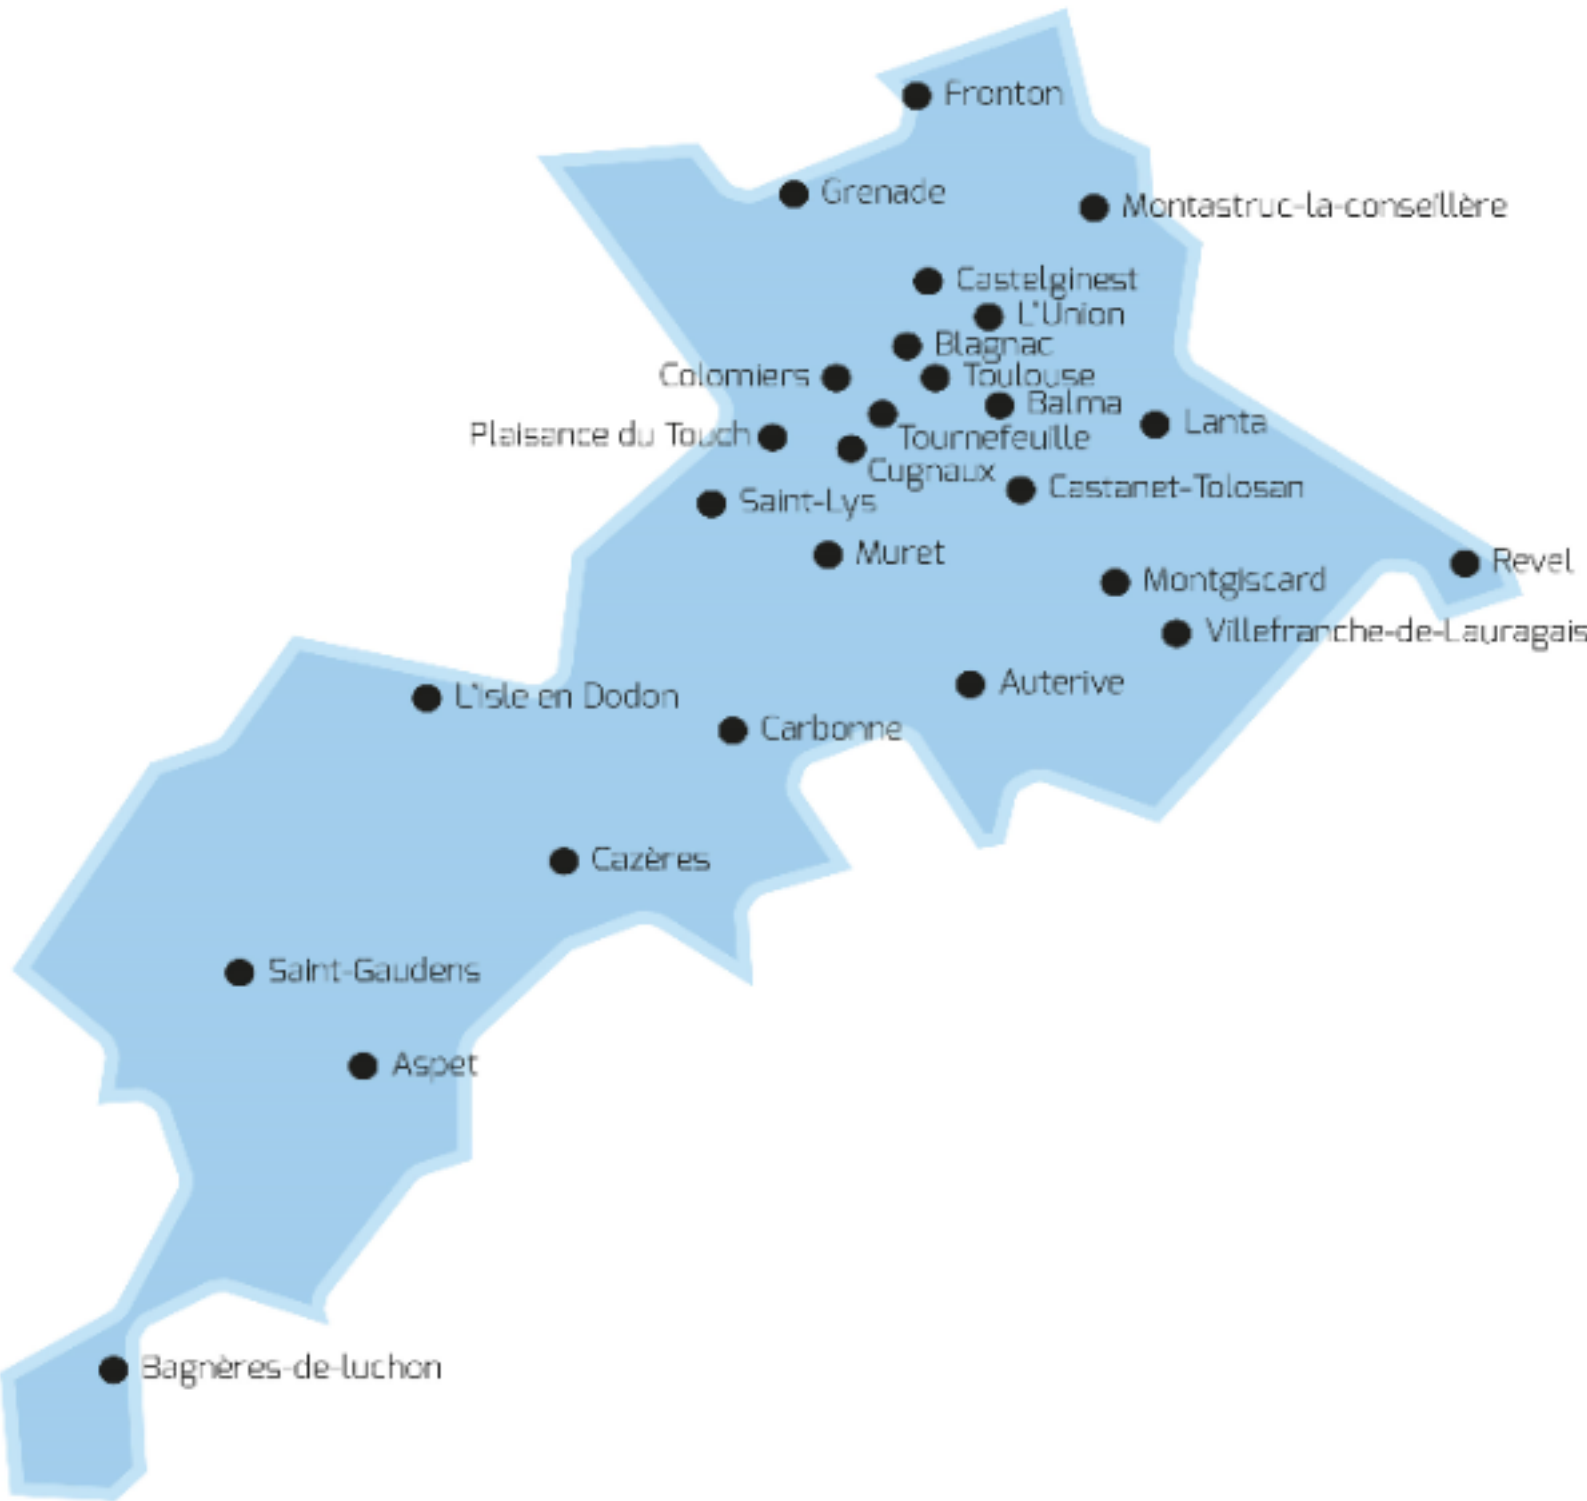 Fronton
Grenade
Montastruc-la-conseillère
Castelginest
L'Union
Blagnac
Colomiers
Toulouse
Balma
Lanta
Plaisance du Touch
Tournefeuille
Cugnaux
Castanet-Tolosan
Saint-Lys
Muret
Revel
Montgiscard
Villefranche-de-Lauragais
Auterive
L'isle en Dodon
Carbonne
Cazères
Saint-Gaudens
Aspet
Bagnères-de-luchon